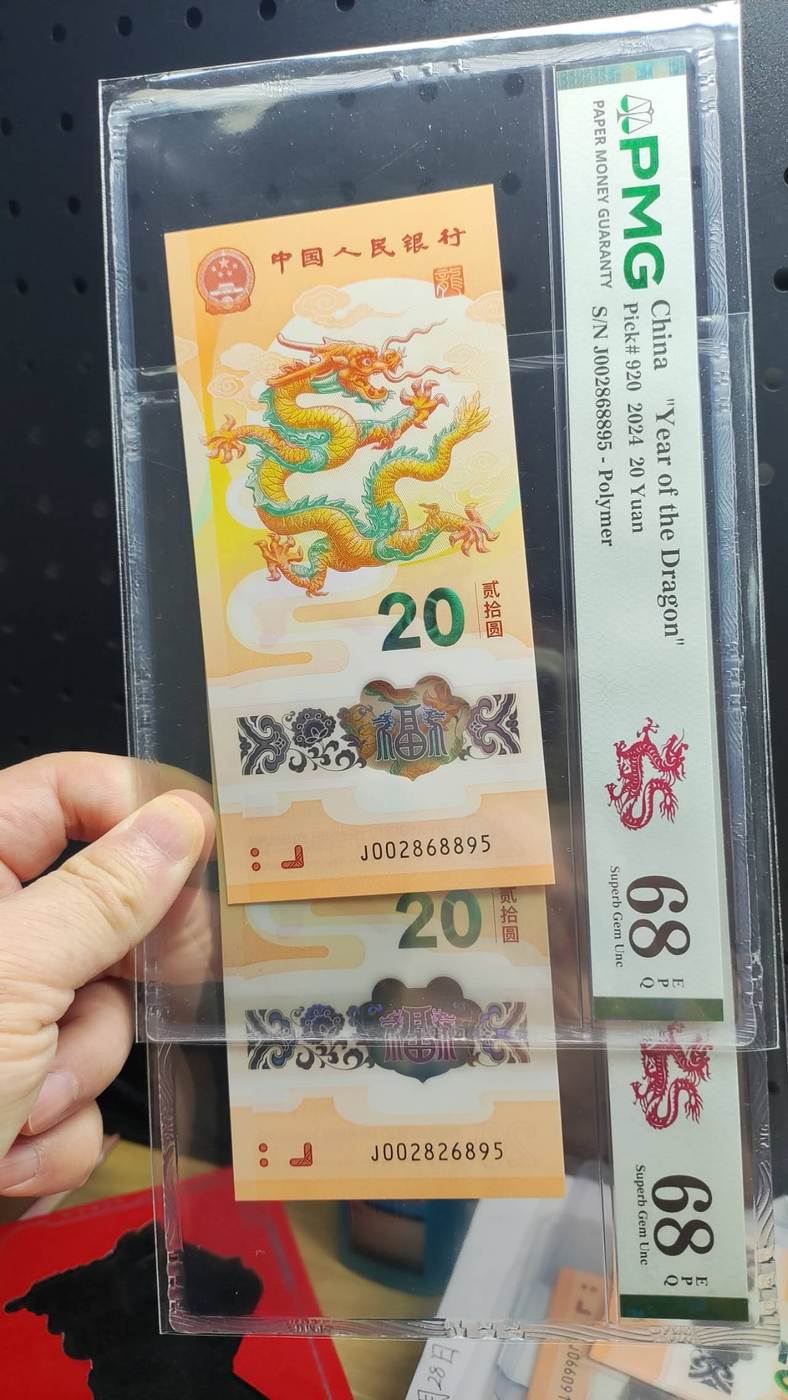 中国人民银行
龍
20
贰拾圆
福
J002868895
PMG
PAPER MONEY GUARANTY
China "Year of the Dragon"
Pick# 920 2024 20 Yuan
S/N J002868895 - Polymer
68 EPQ
Superb Gem Unc
20
贰拾圆
福
J002826895
68 EPQ
Superb Gem Unc